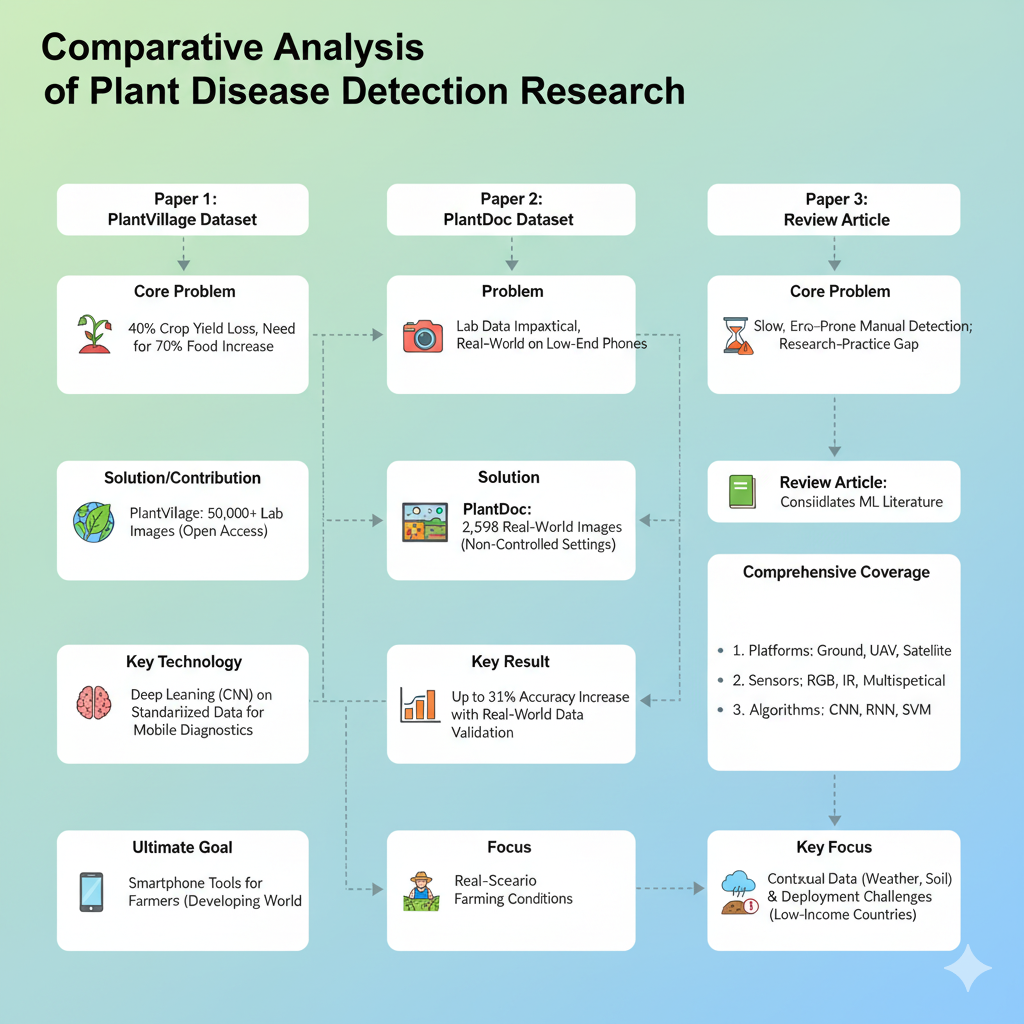 Comparative Analysis
of Plant Disease Detection Research
Paper 1:
PlantVillage Dataset
Core Problem
40% Crop Yield Loss, Need
for 70% Food Increase
Solution/Contribution
PlantVilage: 50,000+ Lab
Images (Open Access)
Key Technology
Deep Leaning (CNN) on
Standarlized Data for
Mobile Diagnostics
Ultimate Goal
Smartphone Tools for
Farmers (Developing World
Paper 2:
PlantDoc Dataset
Problem
Lab Data Impaxtical,
Real-World on Low-End Phones
Solution
PlantDoc:
2,598 Real-World Images
(Non-Controlled Settings)
Key Result
Up to 31% Accuracy Increase
with Real-World Data
Validation
Focus
Real-Sceario
Farming Conditions
Paper 3:
Review Article
Core Problem
Slow, Ero-Prone Manual Detection;
Research-Practice Gap
Review Article:
Consiidlates ML Literature
Comprehensive Coverage
• 1. Platforms: Ground, UAV, Satellite
• 2. Sensors; RGB, IR, Multispetical
• 3. Algorithms: CNN, RNN, SVM
Key Focus
Contxual Data (Weather, Soil)
& Deployment Challenges
(Low-Income Countries)